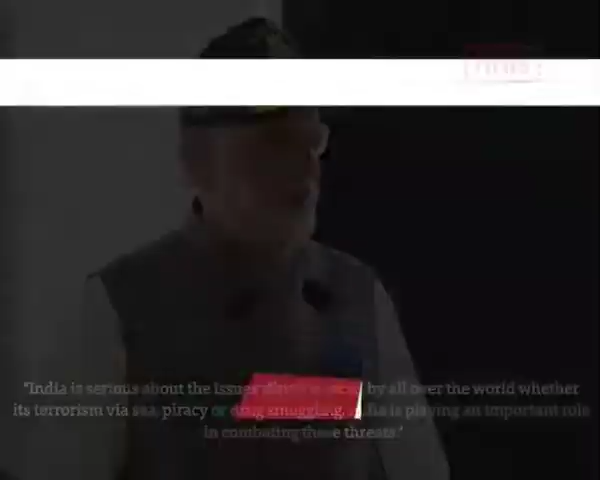 "India is serious about the issues by all over the world whether
its terrorism via sea, piracy or drug smuggling. India is playing an important role
in combating these threats."